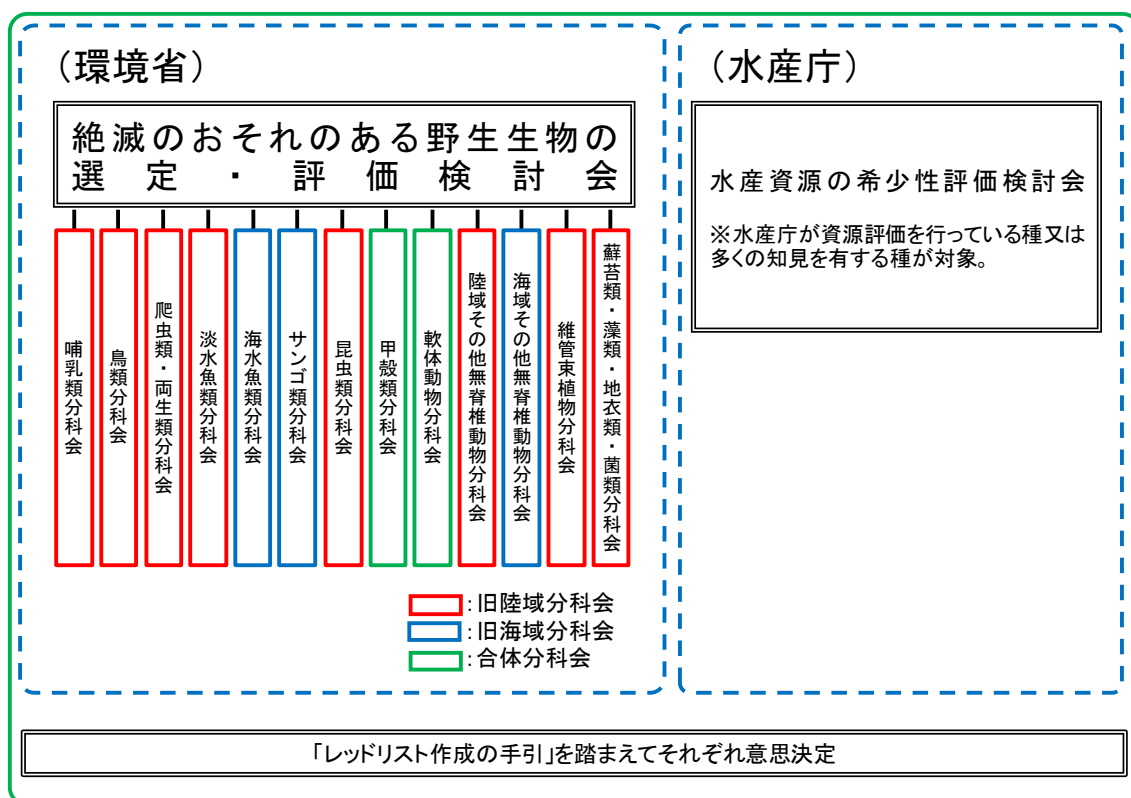 （環境省）
絶滅のおそれのある野生生物の
選定・評価検討会
哺乳類分科会
鳥類分科会
爬虫類・両生類分科会
淡水魚類分科会
海水魚類分科会
サンゴ類分科会
昆虫類分科会
甲殻類分科会
軟体動物分科会
陸域その他無脊椎動物分科会
海域その他無脊椎動物分科会
維管束植物分科会
蘚苔類・藻類・地衣類・菌類分科会
：旧陸域分科会
：旧海域分科会
：合体分科会
（水産庁）
水産資源の希少性評価検討会
※水産庁が資源評価を行っている種又は
多くの知見を有する種が対象。
「レッドリスト作成の手引」を踏まえてそれぞれ意思決定